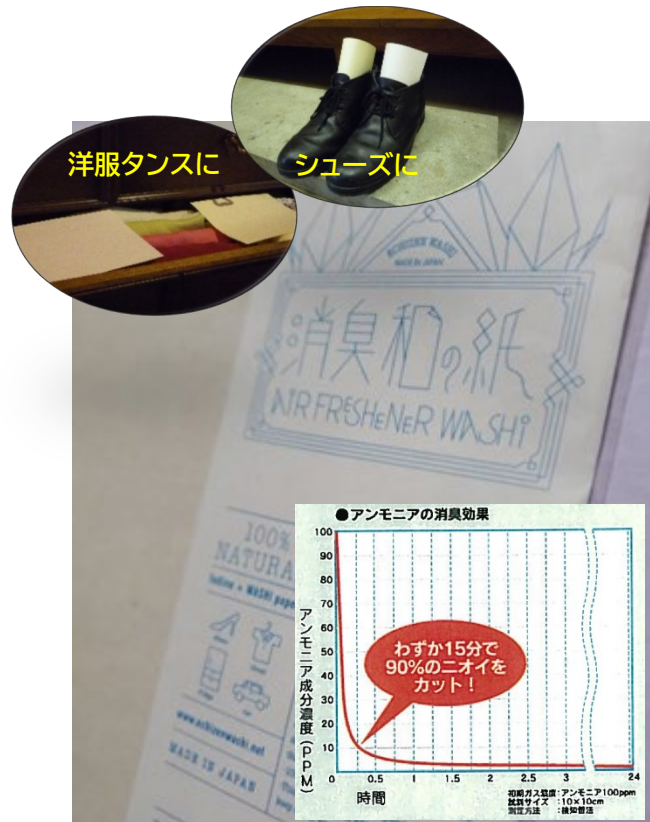 シューズに
洋服タンスに
ECHIZEN WASHI
MADE IN JAPAN
消臭和の紙
AIR FRESHENER WASHI
100%
NATURA
Iodine + WASHI pape
www.echizenwashi.net
MADE IN JAPAN
●アンモニアの消臭効果
アンモニア成分濃度(PPM)
100
90
80
70
60
50
40
30
20
10
わずか15分で
90%のニオイを
カット!
0 0.5 1 1.5 2 2.5 3 24
時間
初期ガス濃度:アンモニア100ppm
試料サイズ :10×10cm
測定方法 :検知管法